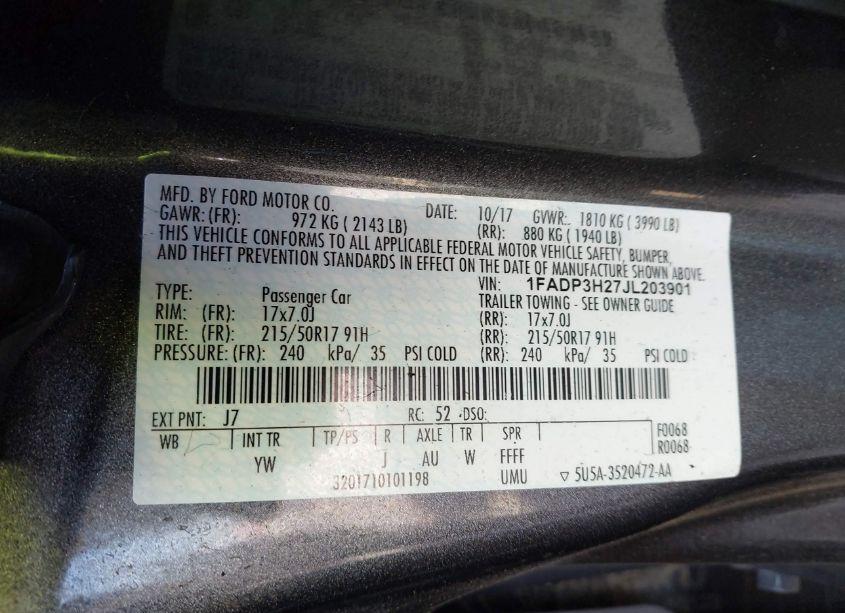 MFD. BY FORD MOTOR CO. DATE: 10/17 GVWR: 1810 KG ( 3990 LB)
GAWR: (FR): 972 KG ( 2143 LB) (RR): 880 KG ( 1940 LB)
THIS VEHICLE CONFORMS TO ALL APPLICABLE FEDERAL MOTOR VEHICLE SAFETY, BUMPER,
AND THEFT PREVENTION STANDARDS IN EFFECT ON THE DATE OF MANUFACTURE SHOWN ABOVE.
VIN: 1FADP3H27JL203901
TYPE: Passenger Car TRAILER TOWING - SEE OWNER GUIDE
RIM: (FR): 17x7.0J (RR): 17x7.0J
TIRE: (FR): 215/50R17 91H (RR): 215/50R17 91H
PRESSURE: (FR): 240 kPa/ 35 PSI COLD (RR): 240 kPa/ 35 PSI COLD
EXT PNT: J7 RC: 52 DSO:
WB INT TR TP/PS R AXLE TR SPR F0068
R0068
YW J AU W FFFF
3201710101198 UMU ▽ 5U5A-3520472-AA